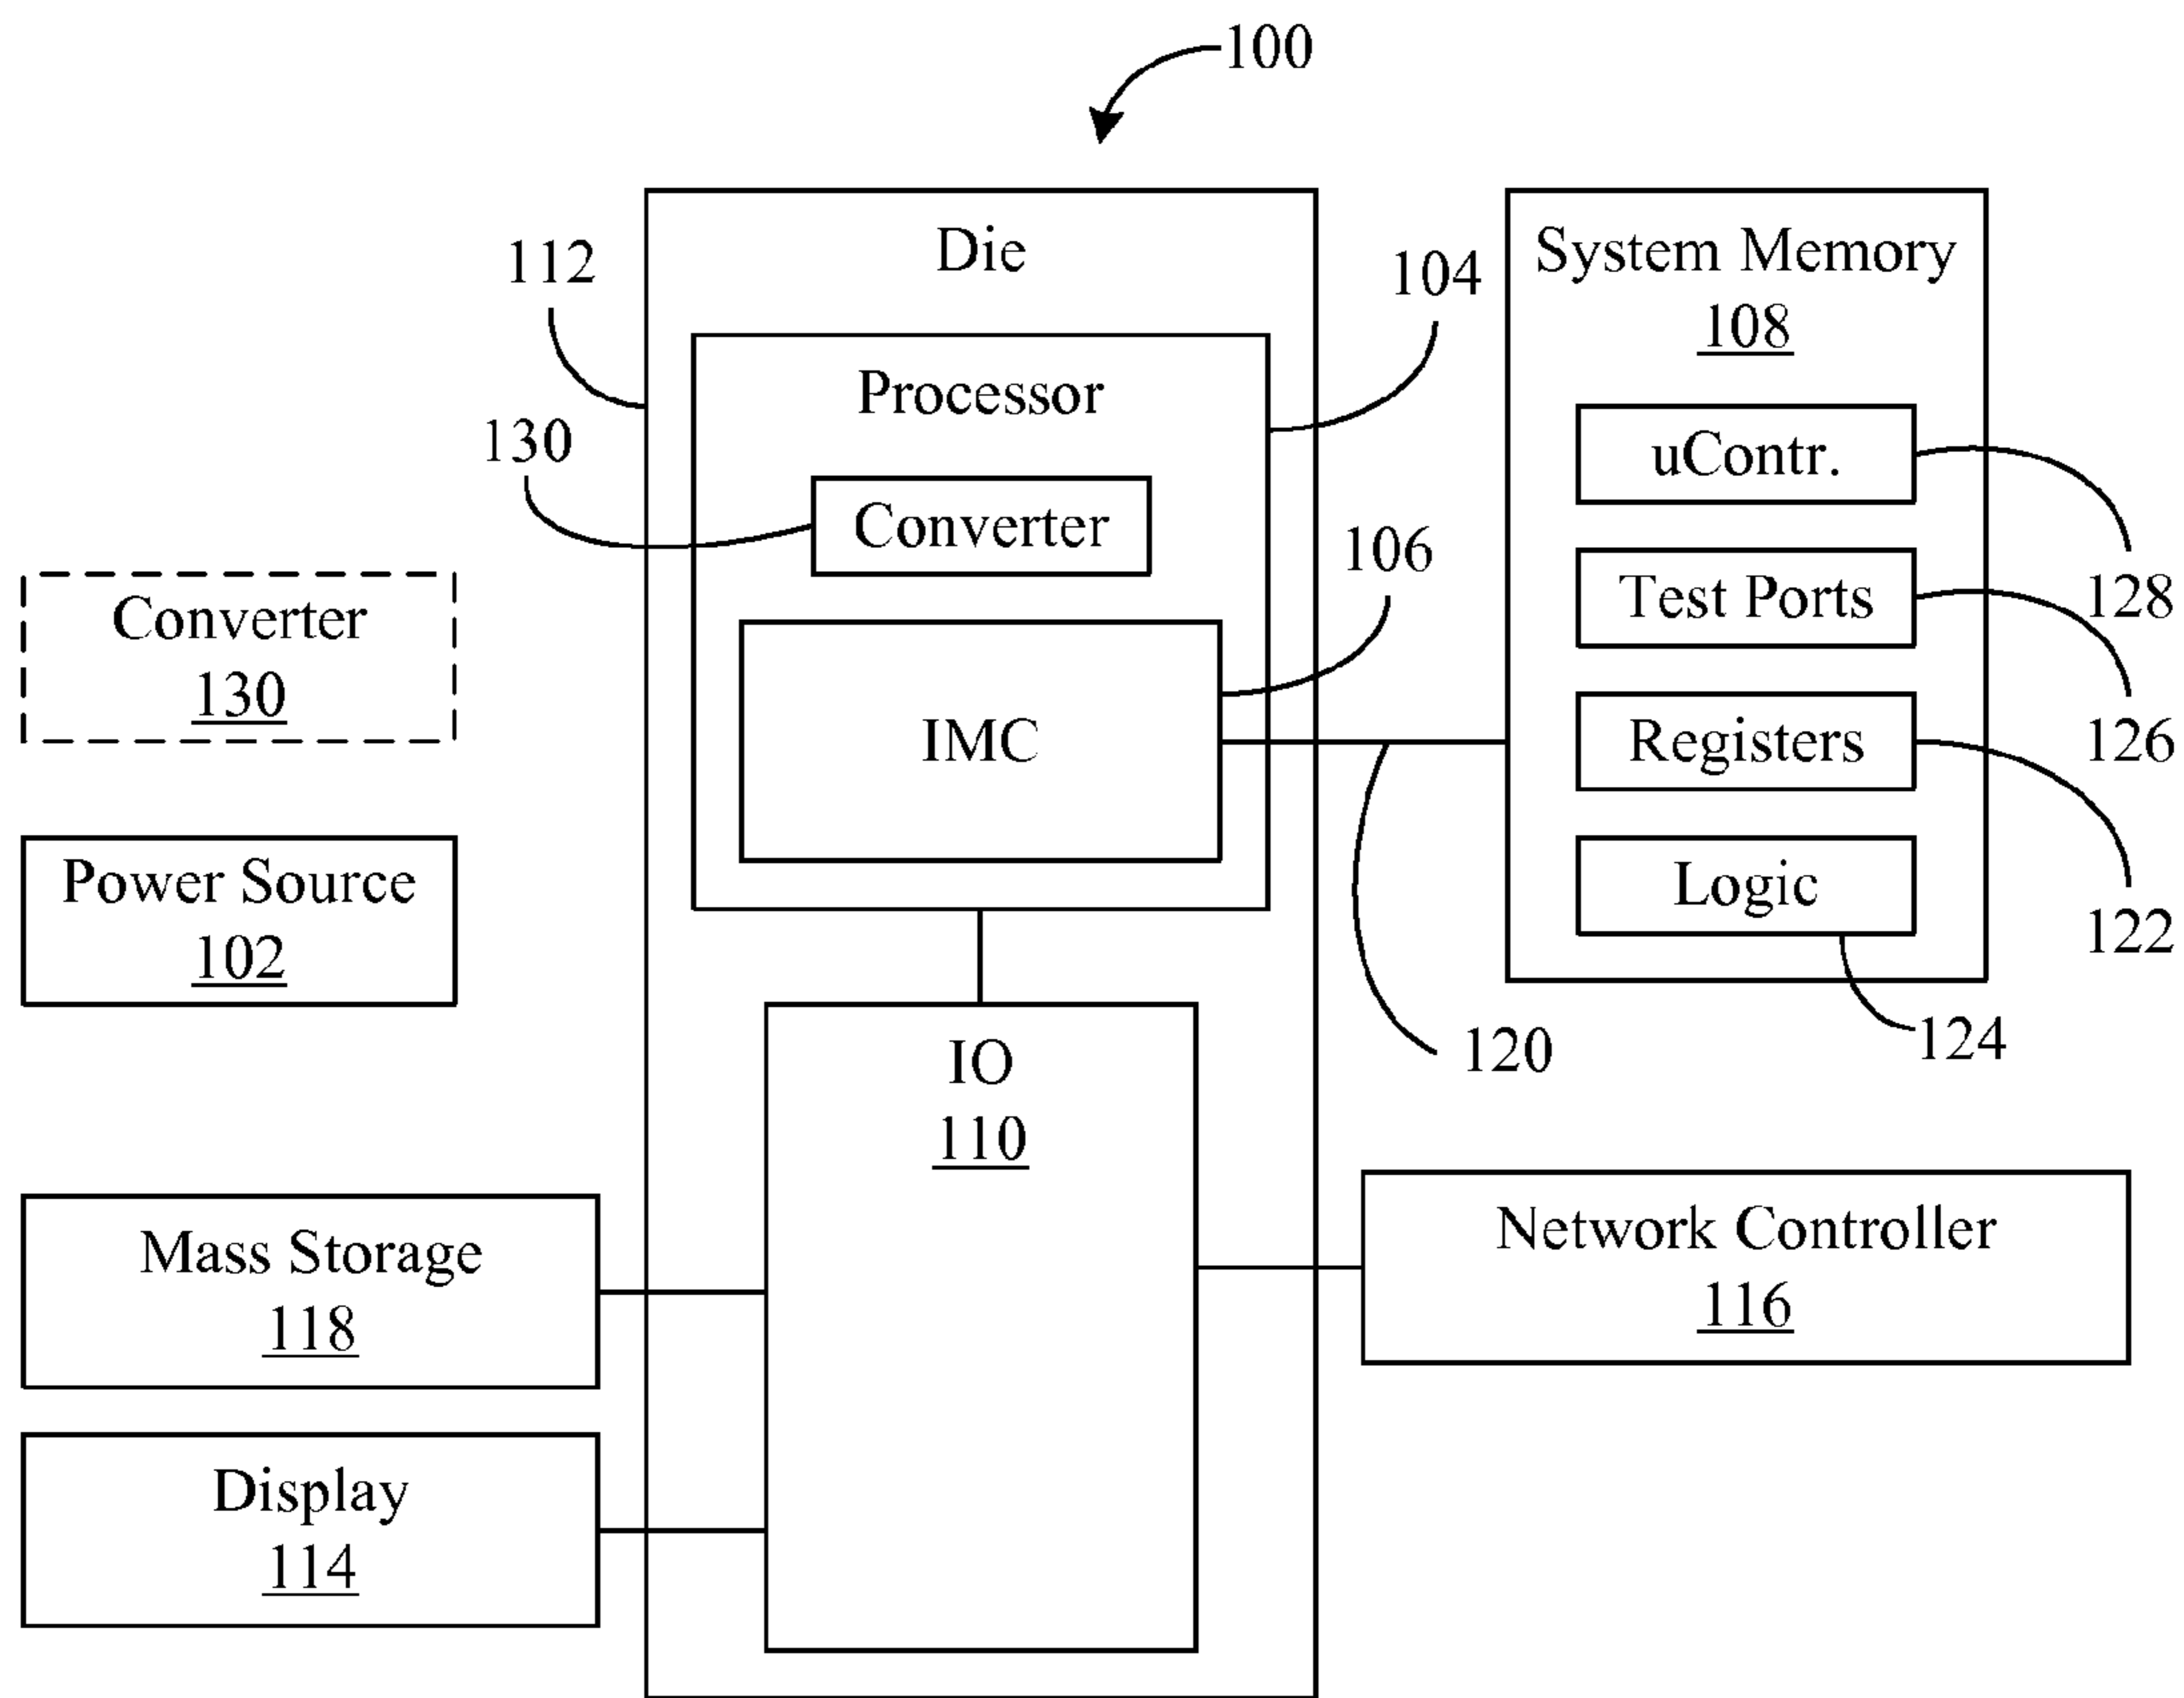 100
Die
112
104
Processor
130
Converter
106
IMC
System Memory
108
uContr.
128
Test Ports
126
Registers
122
Logic
124
120
Converter
130
Power Source
102
IO
110
Mass Storage
118
Network Controller
116
Display
114